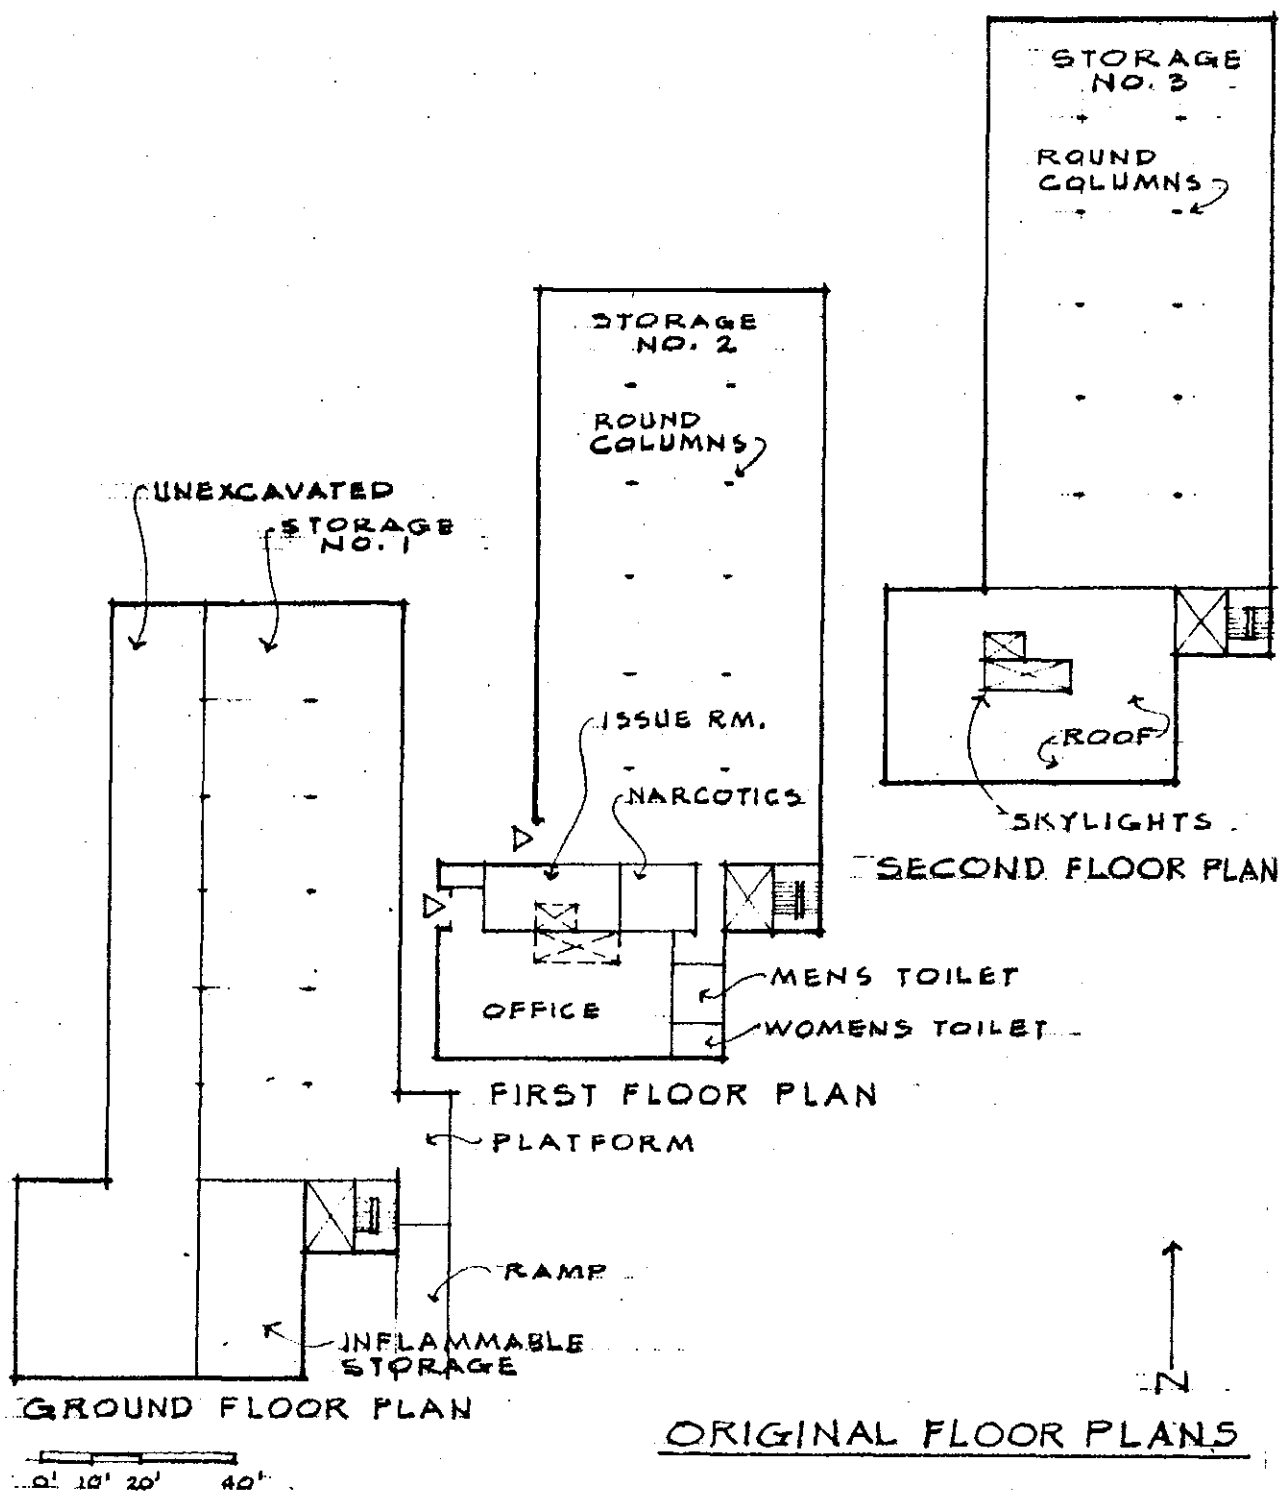 STORAGE
NO. 3
ROUND
COLUMNS
ROOF
SKYLIGHTS
SECOND FLOOR PLAN
STORAGE
NO. 2
ROUND
COLUMNS
ISSUE RM.
NARCOTICS
OFFICE
MENS TOILET
WOMENS TOILET
FIRST FLOOR PLAN
UNEXCAVATED
STORAGE
NO. 1
PLATFORM
RAMP
INFLAMMABLE
STORAGE
GROUND FLOOR PLAN
0' 10' 20' 40'
N
ORIGINAL FLOOR PLANS